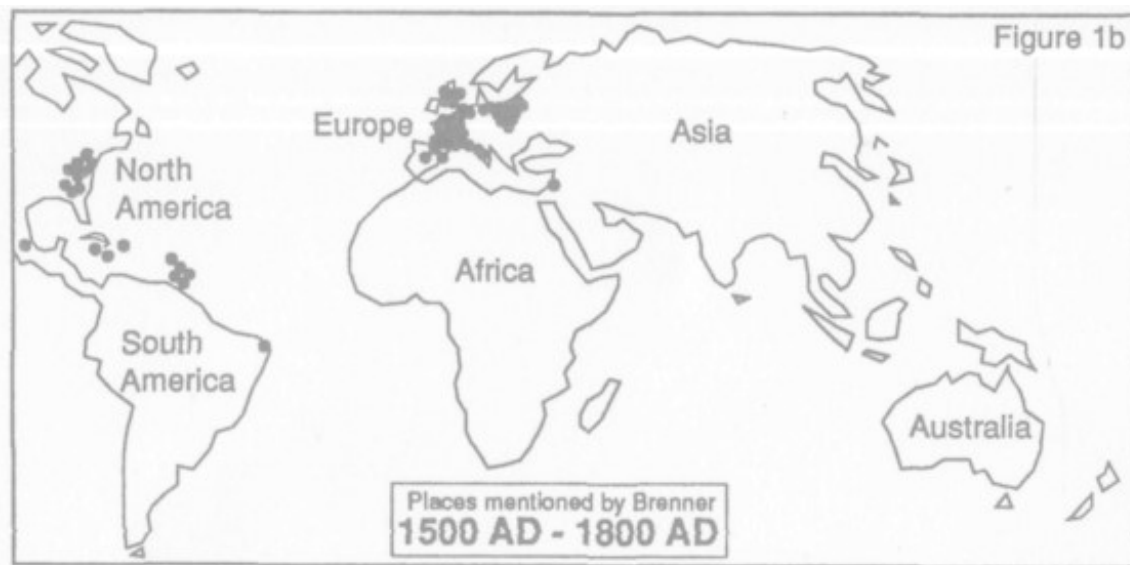 Figure 1b
Europe
Asia
North
America
Africa
South
America
Australia
Places mentioned by Brenner
1500 AD - 1800 AD